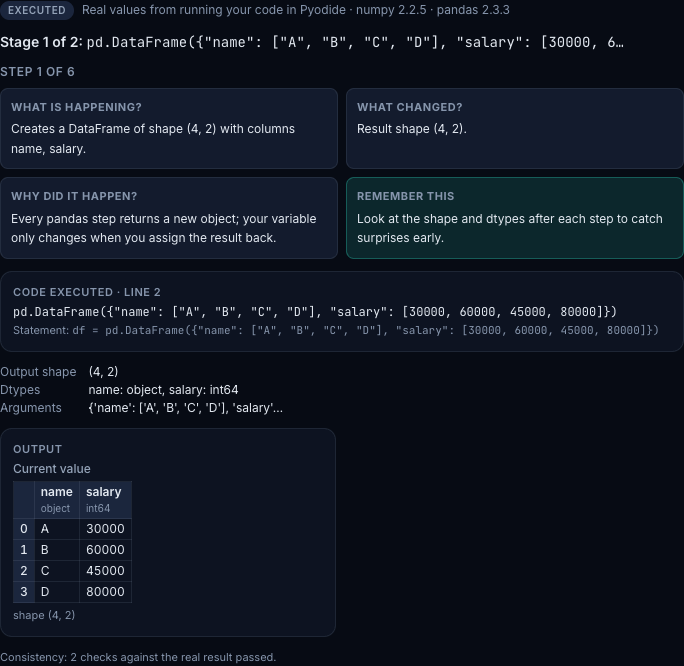 EXECUTED Real values from running your code in Pyodide · numpy 2.2.5 · pandas 2.3.3
Stage 1 of 2: pd.DataFrame({"name": ["A", "B", "C", "D"], "salary": [30000, 6…
STEP 1 OF 6
WHAT IS HAPPENING?
Creates a DataFrame of shape (4, 2) with columns
name, salary.
WHAT CHANGED?
Result shape (4, 2).
WHY DID IT HAPPEN?
Every pandas step returns a new object; your variable
only changes when you assign the result back.
REMEMBER THIS
Look at the shape and dtypes after each step to catch
surprises early.
CODE EXECUTED · LINE 2
pd.DataFrame({"name": ["A", "B", "C", "D"], "salary": [30000, 60000, 45000, 80000]})
Statement: df = pd.DataFrame({"name": ["A", "B", "C", "D"], "salary": [30000, 60000, 45000, 80000]})
Output shape (4, 2)
Dtypes name: object, salary: int64
Arguments {'name': ['A', 'B', 'C', 'D'], 'salary'…
OUTPUT
Current value
name salary
object int64
0 A 30000
1 B 60000
2 C 45000
3 D 80000
shape (4, 2)
Consistency: 2 checks against the real result passed.